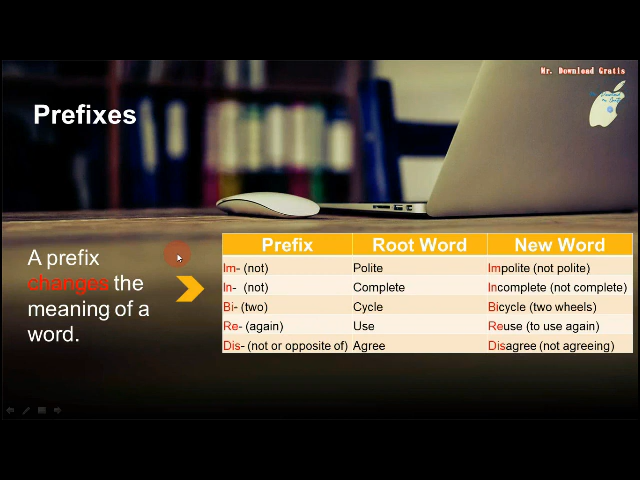 Mr. Download Gratis
Prefixes
A prefix
changes the
meaning of a
word.
Prefix Root Word New Word
Im- (not) Polite Impolite (not polite)
In- (not) Complete Incomplete (not complete)
Bi- (two) Cycle Bicycle (two wheels)
Re- (again) Use Reuse (to use again)
Dis- (not or opposite of) Agree Disagree (not agreeing)